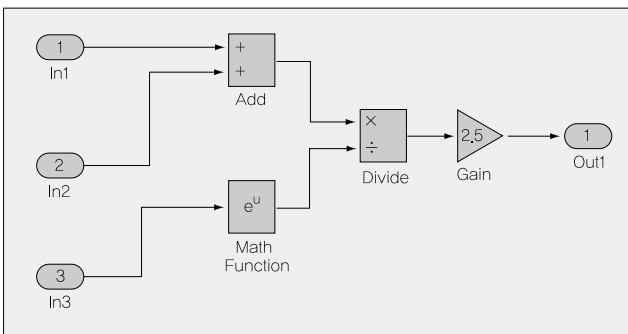 1
In1
+
+
Add
2
In2
×
÷
Divide
2.5
Gain
1
Out1
e^u
Math
Function
3
In3